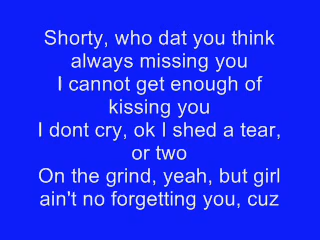 Shorty, who dat you think
always missing you
I cannot get enough of
kissing you
I dont cry, ok I shed a tear,
or two
On the grind, yeah, but girl
ain't no forgetting you, cuz